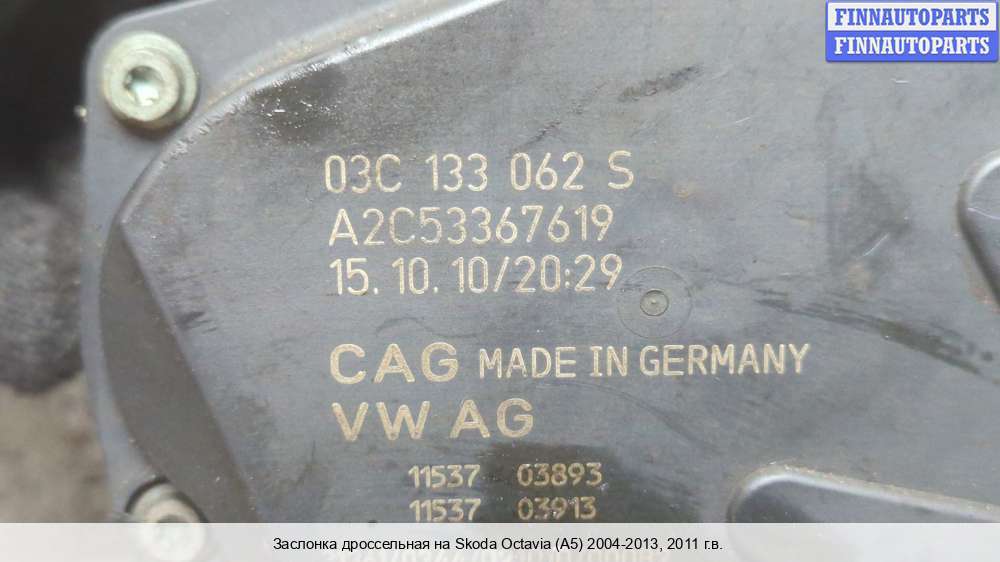 FINNAUTOPARTS
FINNAUTOPARTS
03C 133 062 S
A2C53367619
15. 10. 10/20:29
CAG MADE IN GERMANY
VW AG
11537 03893
11537 03913
Заслонка дроссельная на Skoda Octavia (A5) 2004-2013, 2011 г.в.